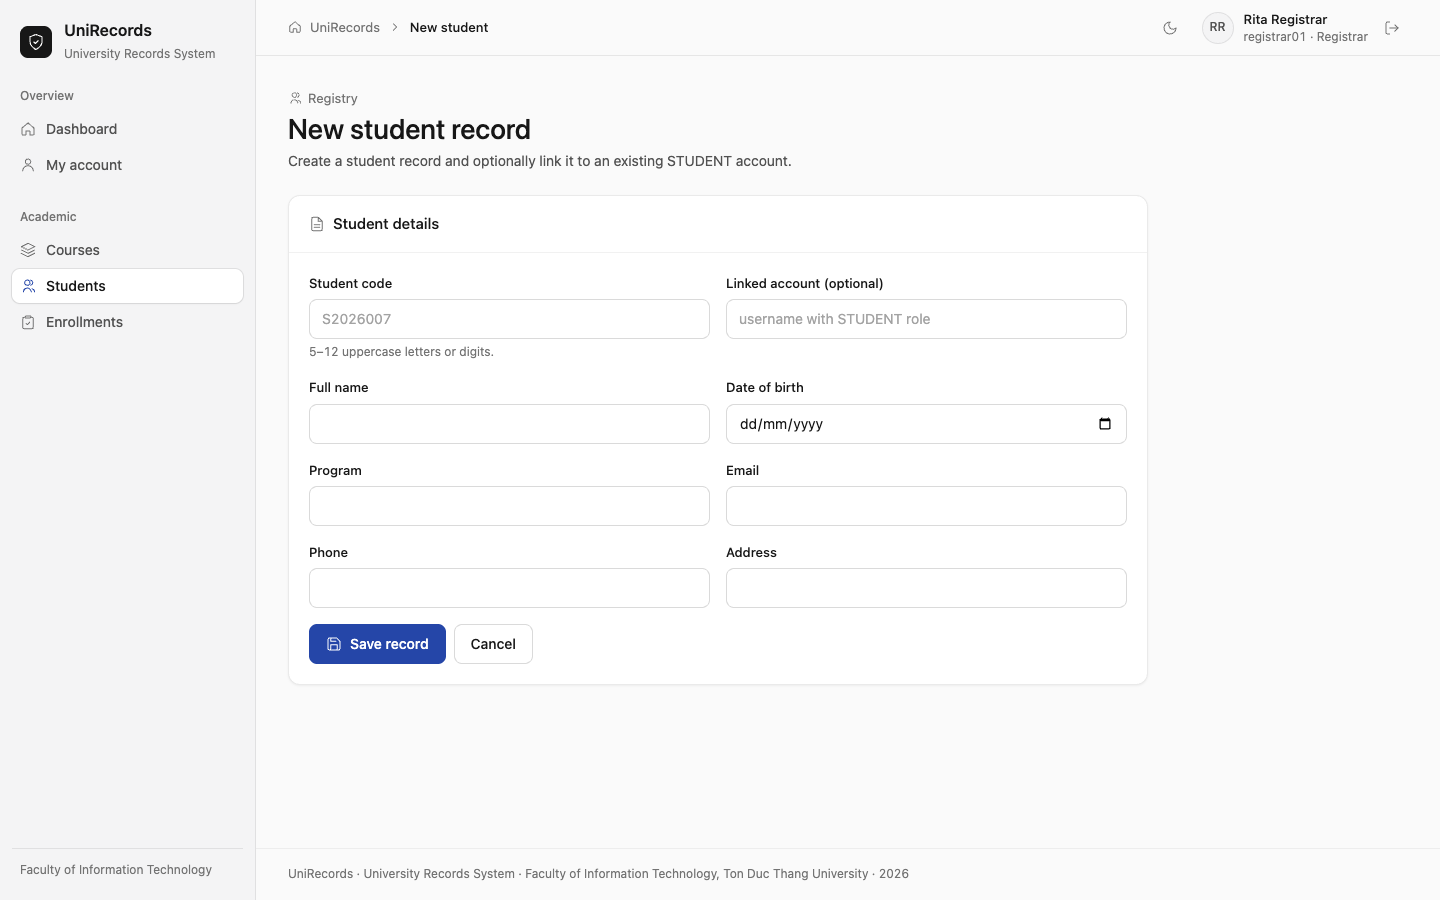 UniRecords
University Records System
Overview
Dashboard
My account
Academic
Courses
Students
Enrollments
Faculty of Information Technology
UniRecords
New student
RR
Rita Registrar
registrar01 · Registrar
Registry
New student record
Create a student record and optionally link it to an existing STUDENT account.
Student details
Student code
Linked account (optional)
S2026007
username with STUDENT role
5–12 uppercase letters or digits.
Full name
Date of birth
dd/mm/yyyy
Program
Email
Phone
Address
Save record
Cancel
UniRecords · University Records System · Faculty of Information Technology, Ton Duc Thang University · 2026